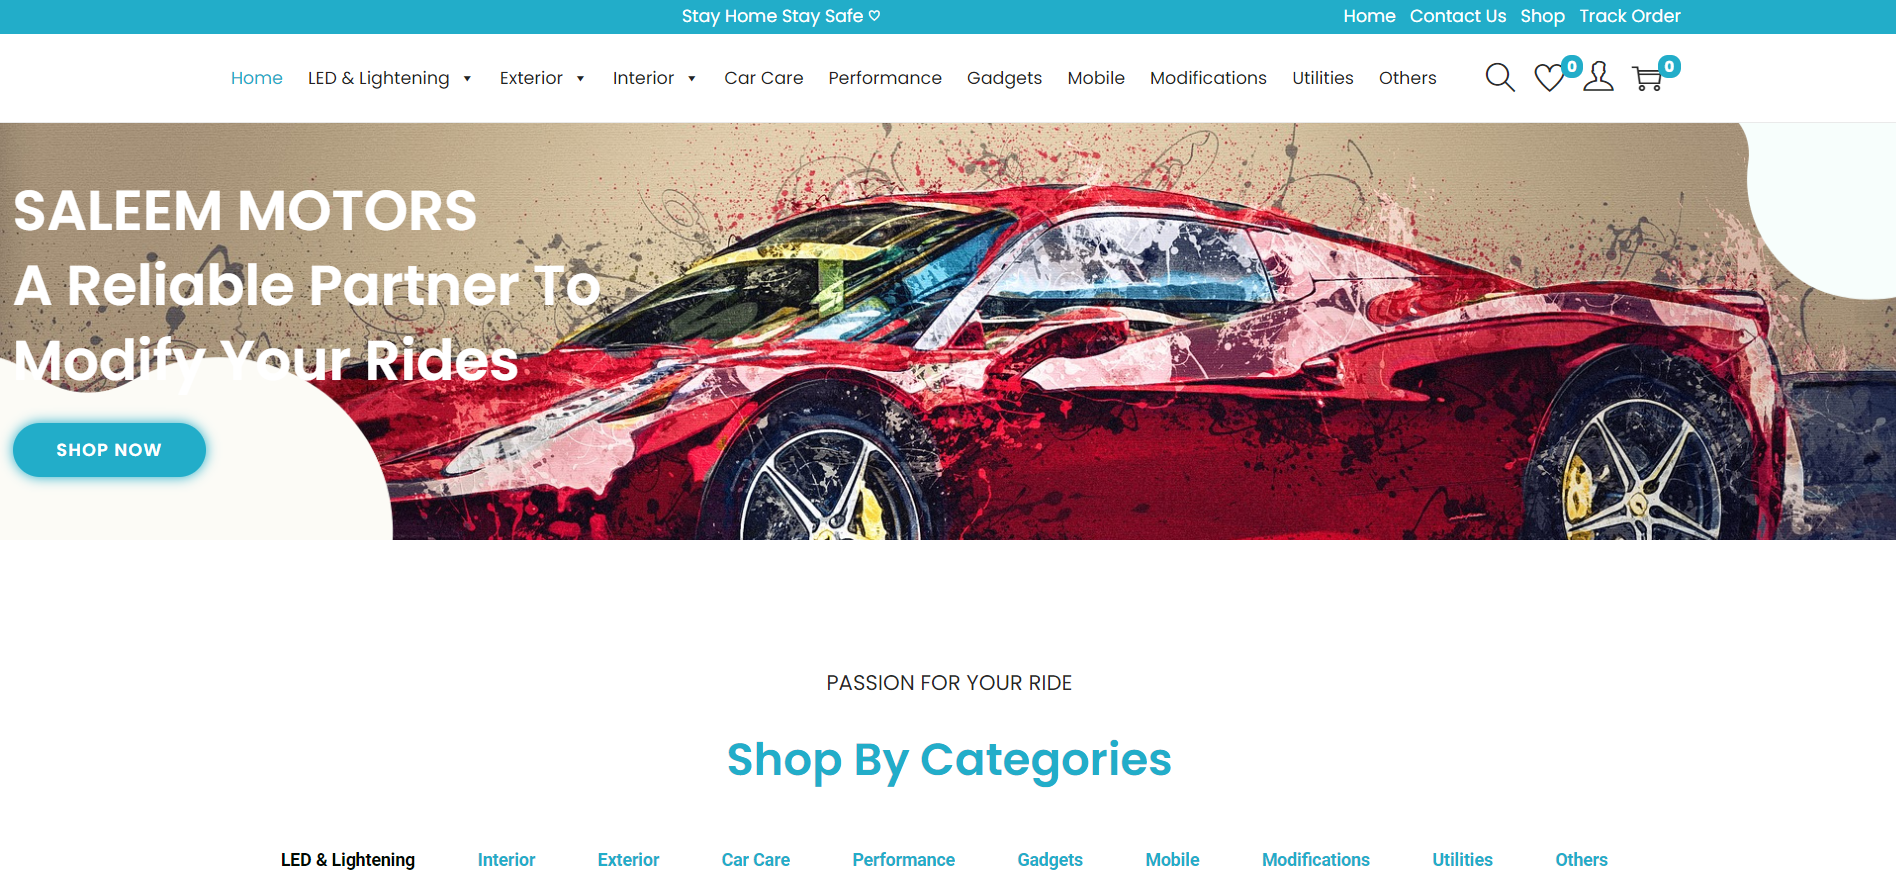 Stay Home Stay Safe ♡
Home Contact Us Shop Track Order
Home LED & Lightening Exterior Interior Car Care Performance Gadgets Mobile Modifications Utilities Others 0 0
SALEEM MOTORS
A Reliable Partner To
Modify Your Rides
SHOP NOW
PASSION FOR YOUR RIDE
Shop By Categories
LED & Lightening Interior Exterior Car Care Performance Gadgets Mobile Modifications Utilities Others